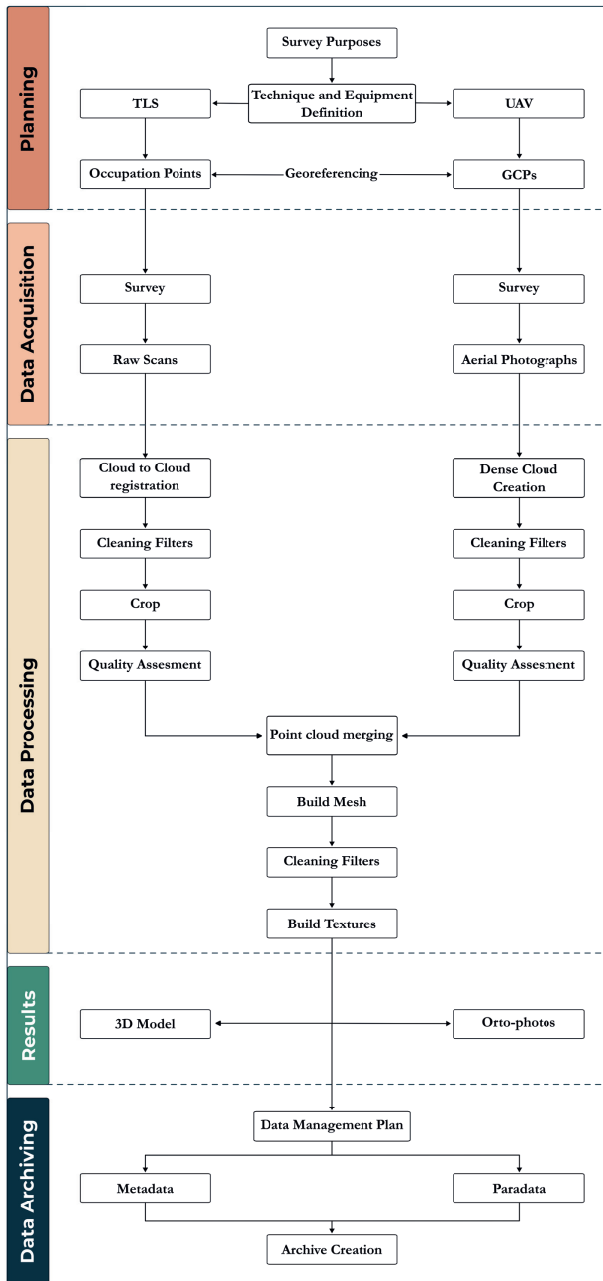 Planning
Survey Purposes
TLS
Technique and Equipment
Definition
UAV
Occupation Points
Georeferencing
GCPs
Data Acquisition
Survey
Survey
Raw Scans
Aerial Photographs
Data Processing
Cloud to Cloud
registration
Dense Cloud
Creation
Cleaning Filters
Cleaning Filters
Crop
Crop
Quality Assesment
Quality Assesment
Point cloud merging
Build Mesh
Cleaning Filters
Build Textures
Results
3D Model
Orto-photos
Data Archiving
Data Management Plan
Metadata
Paradata
Archive Creation